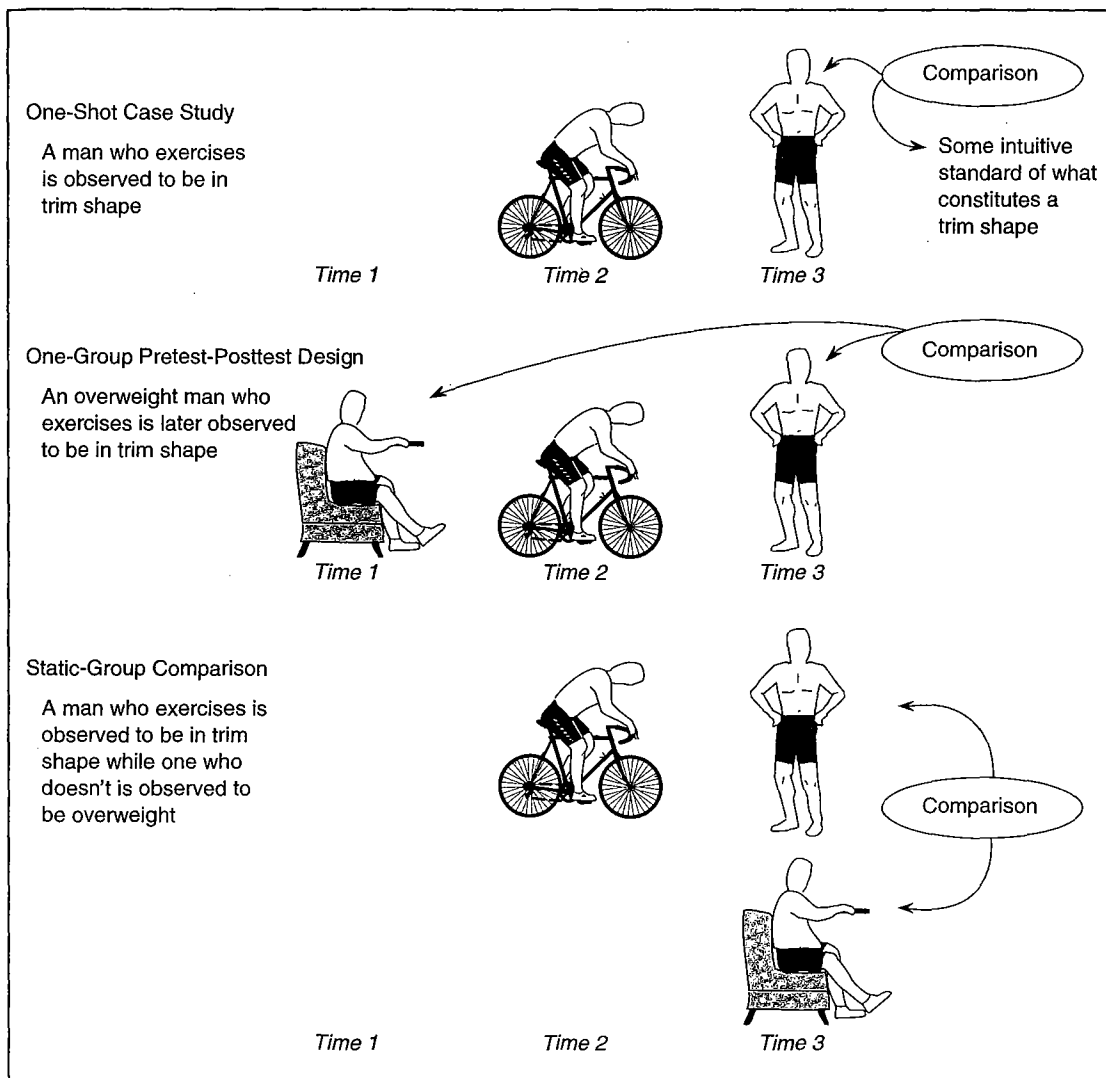 Comparison
One-Shot Case Study
A man who exercises
is observed to be in
trim shape
Some intuitive
standard of what
constitutes a
trim shape
Time 1
Time 2
Time 3
One-Group Pretest-Posttest Design
Comparison
An overweight man who
exercises is later observed
to be in trim shape
Time 1
Time 2
Time 3
Static-Group Comparison
A man who exercises is
observed to be in trim
shape while one who
doesn't is observed to
be overweight
Comparison
Time 1
Time 2
Time 3